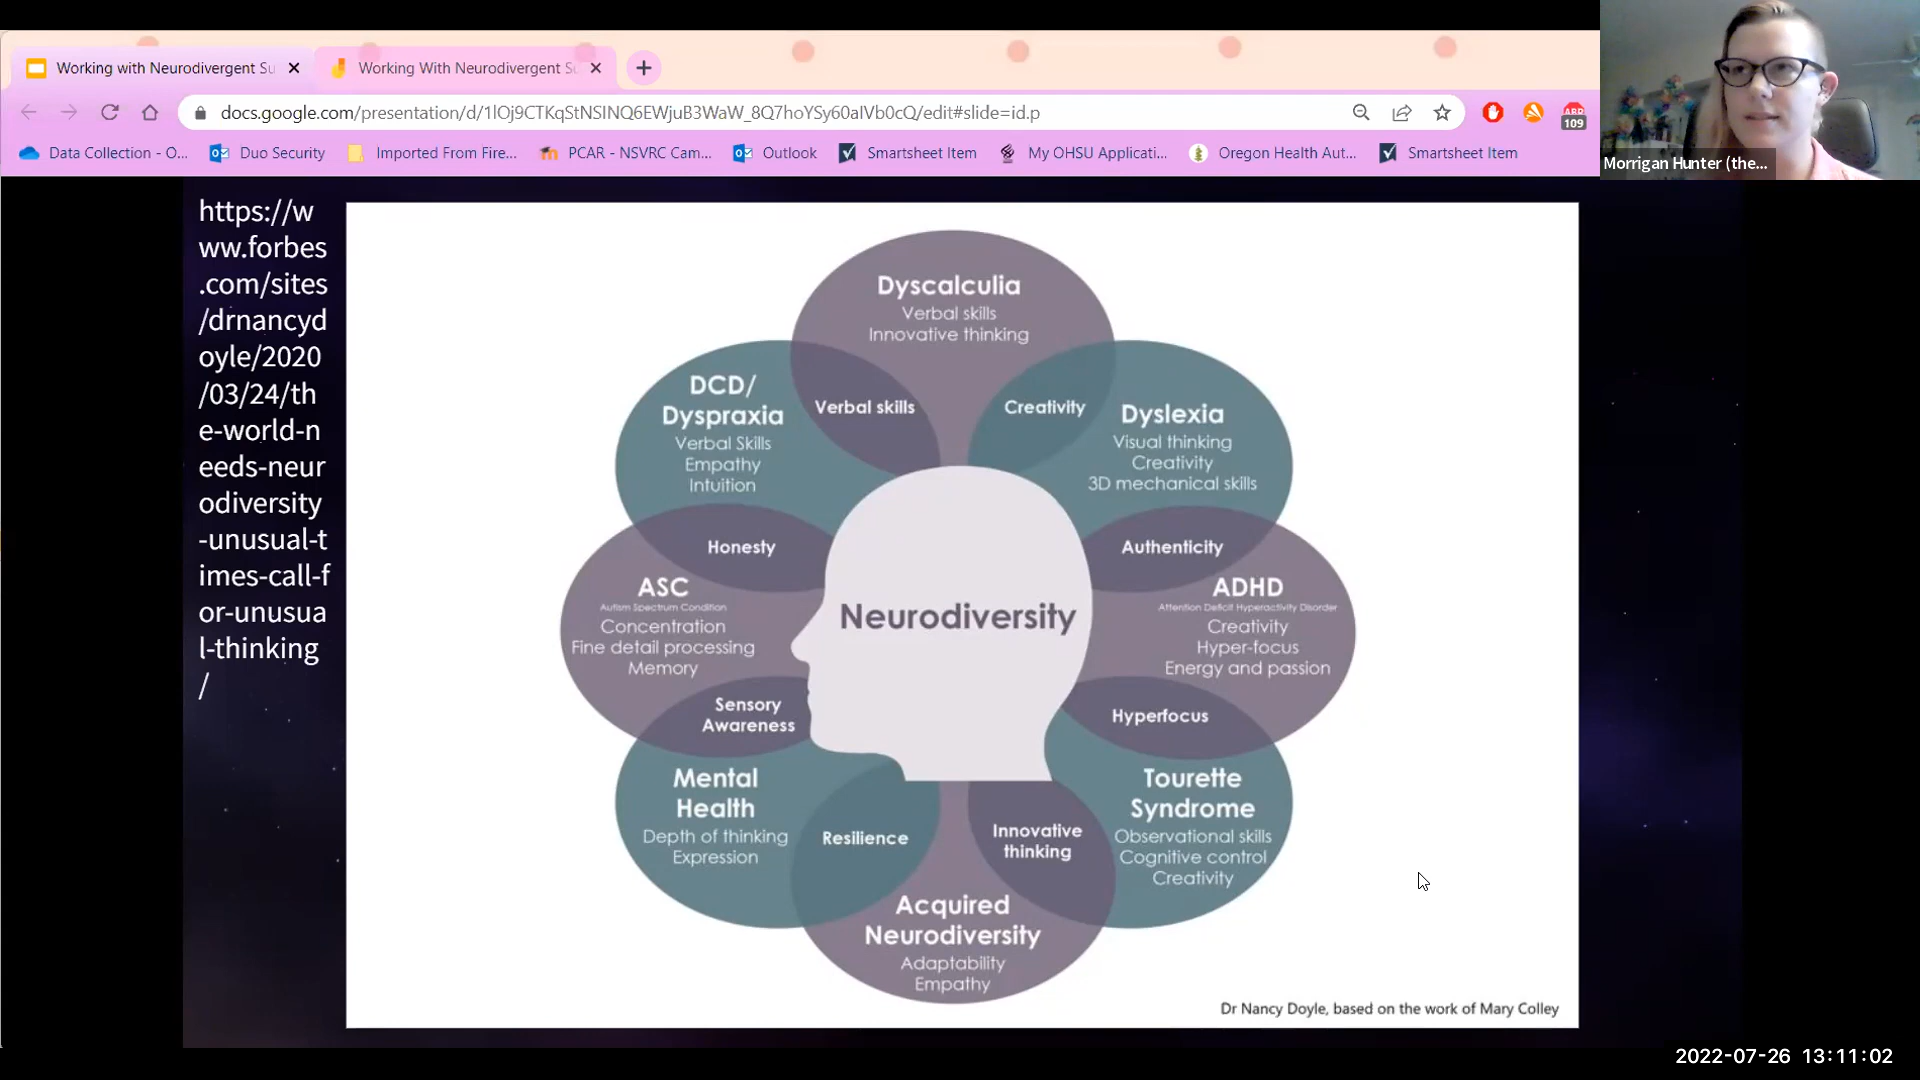 Working with Neurodivergent Su
Working With Neurodivergent S
docs.google.com/presentation/d/1lOj9CTKqStNSINQ6EWjuB3WaW_8Q7hoYSy60aIVb0cQ/edit#slide=id.p
109
Data Collection - O...
Duo Security
Imported From Fire...
PCAR - NSVRC Cam...
Outlook
Smartsheet Item
My OHSU Applicati...
Oregon Health Aut...
Smartsheet Item
Morrigan Hunter (the...
https://w
ww.forbes
.com/sites
/drnancyd
oyle/2020
/03/24/th
e-world-n
eeds-neur
odiversity
-unusual-t
imes-call-f
or-unusua
l-thinking
/
Dyscalculia
Verbal skills
Innovative thinking
DCD/
Dyspraxia
Verbal Skills
Empathy
Intuition
Verbal skills
Creativity
Dyslexia
Visual thinking
Creativity
3D mechanical skills
Honesty
Authenticity
ASC
Autism Spectrum Condition
Concentration
Fine detail processing
Memory
Neurodiversity
ADHD
Attention Deficit Hyperactivity Disorder
Creativity
Hyper-focus
Energy and passion
Sensory
Awareness
Hyperfocus
Mental
Health
Depth of thinking
Expression
Resilience
Innovative
thinking
Tourette
Syndrome
Observational skills
Cognitive control
Creativity
Acquired
Neurodiversity
Adaptability
Empathy
Dr Nancy Doyle, based on the work of Mary Colley
2022-07-26 13:11:02